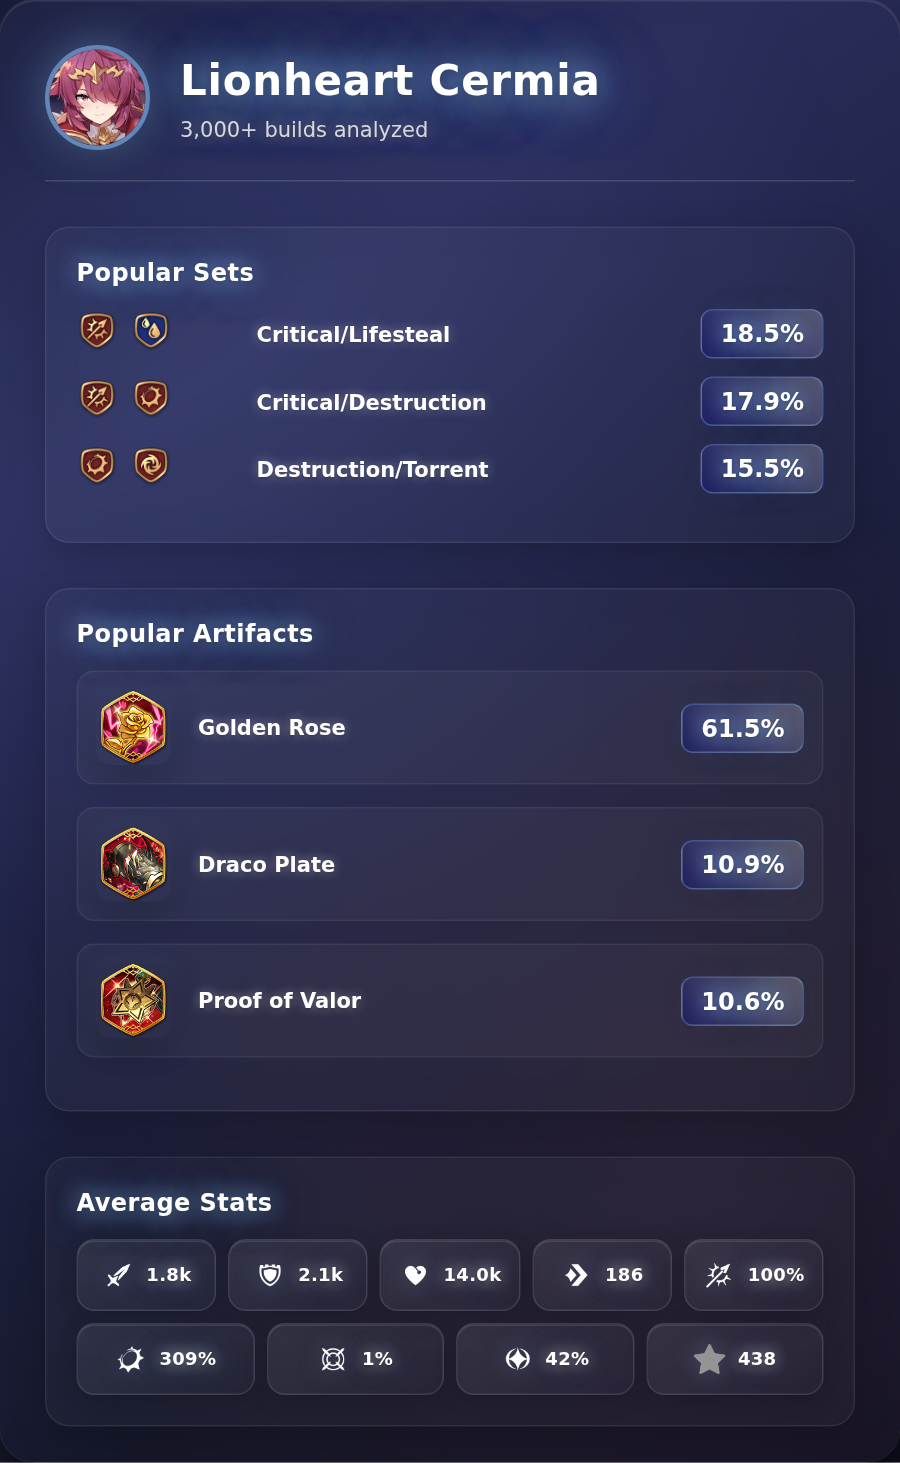 Lionheart Cermia
3,000+ builds analyzed
Popular Sets
Critical/Lifesteal 18.5%
Critical/Destruction 17.9%
Destruction/Torrent 15.5%
Popular Artifacts
Golden Rose 61.5%
Draco Plate 10.9%
Proof of Valor 10.6%
Average Stats
1.8k 2.1k 14.0k 186 100%
309% 1% 42% 438